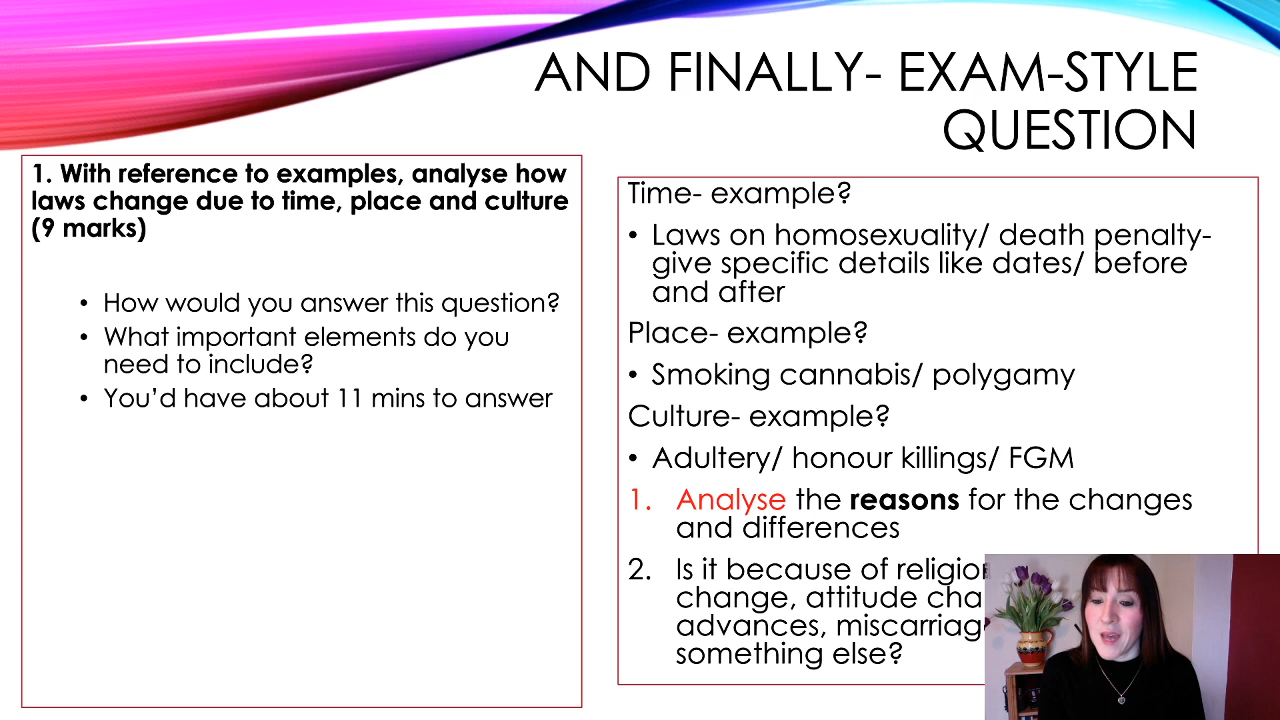 AND FINALLY- EXAM-STYLE
QUESTION
1. With reference to examples, analyse how
laws change due to time, place and culture
(9 marks)
• How would you answer this question?
• What important elements do you
need to include?
• You’d have about 11 mins to answer
Time- example?
• Laws on homosexuality/ death penalty-
give specific details like dates/ before
and after
Place- example?
• Smoking cannabis/ polygamy
Culture- example?
• Adultery/ honour killings/ FGM
1. Analyse the reasons for the changes
and differences
2. Is it because of
change, attitude
advances,
something else?